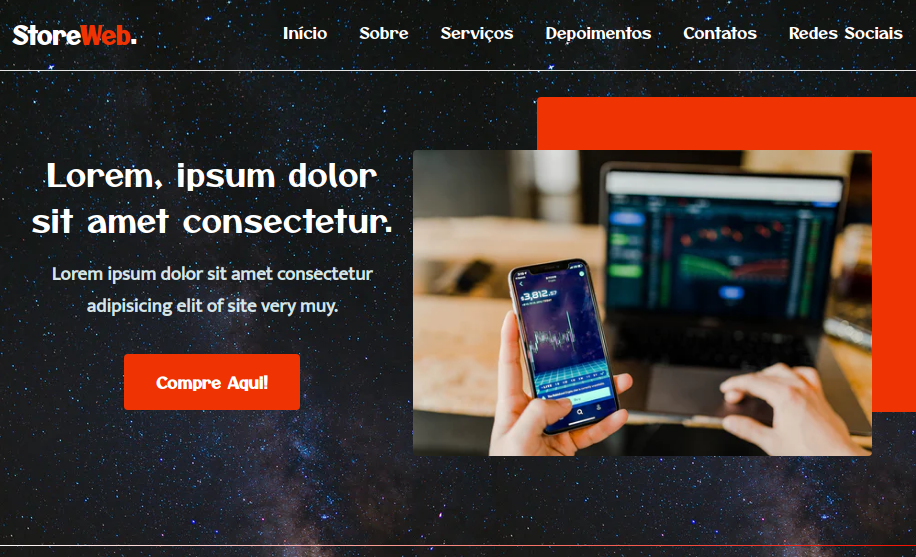 StoreWeb.
Início Sobre Serviços Depoimentos Contatos Redes Sociais
Lorem, ipsum dolor
sit amet consectetur.
Lorem ipsum dolor sit amet consectetur
adipisicing elit of site very muy.
Compre Aqui!
$3,812.57